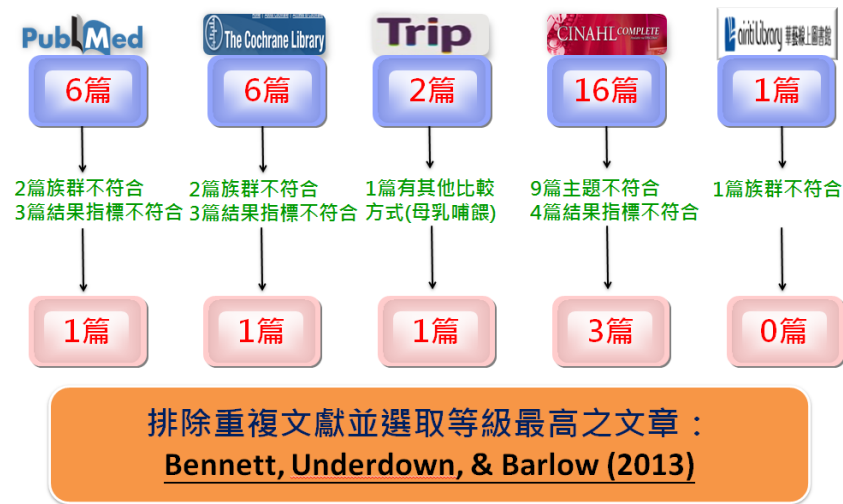 PubMed
The Cochrane Library
Trip
CINAHL COMPLETE
airiti Library 華藝線上圖書館
6篇
6篇
2篇
16篇
1篇
2篇族群不符合
3篇結果指標不符合
2篇族群不符合
3篇結果指標不符合
1篇有其他比較
方式(母乳哺餵)
9篇主題不符合
4篇結果指標不符合
1篇族群不符合
1篇
1篇
1篇
3篇
0篇
排除重複文獻並選取等級最高之文章：
Bennett, Underdown, & Barlow (2013)